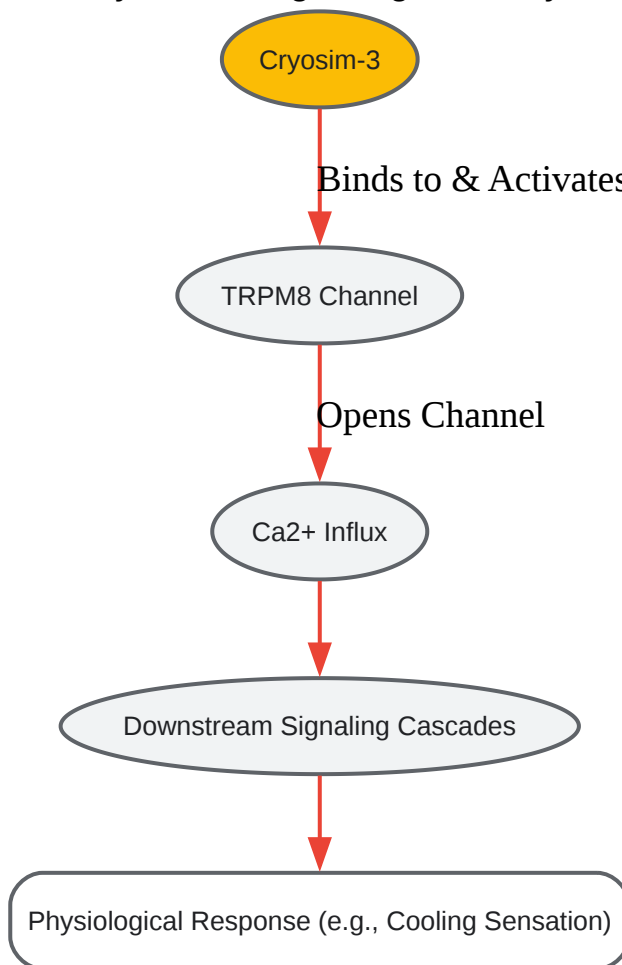 Cryosim-3
Binds to & Activates
TRPM8 Channel
Opens Channel
Ca2+ Influx
Downstream Signaling Cascades
Physiological Response (e.g., Cooling Sensation)